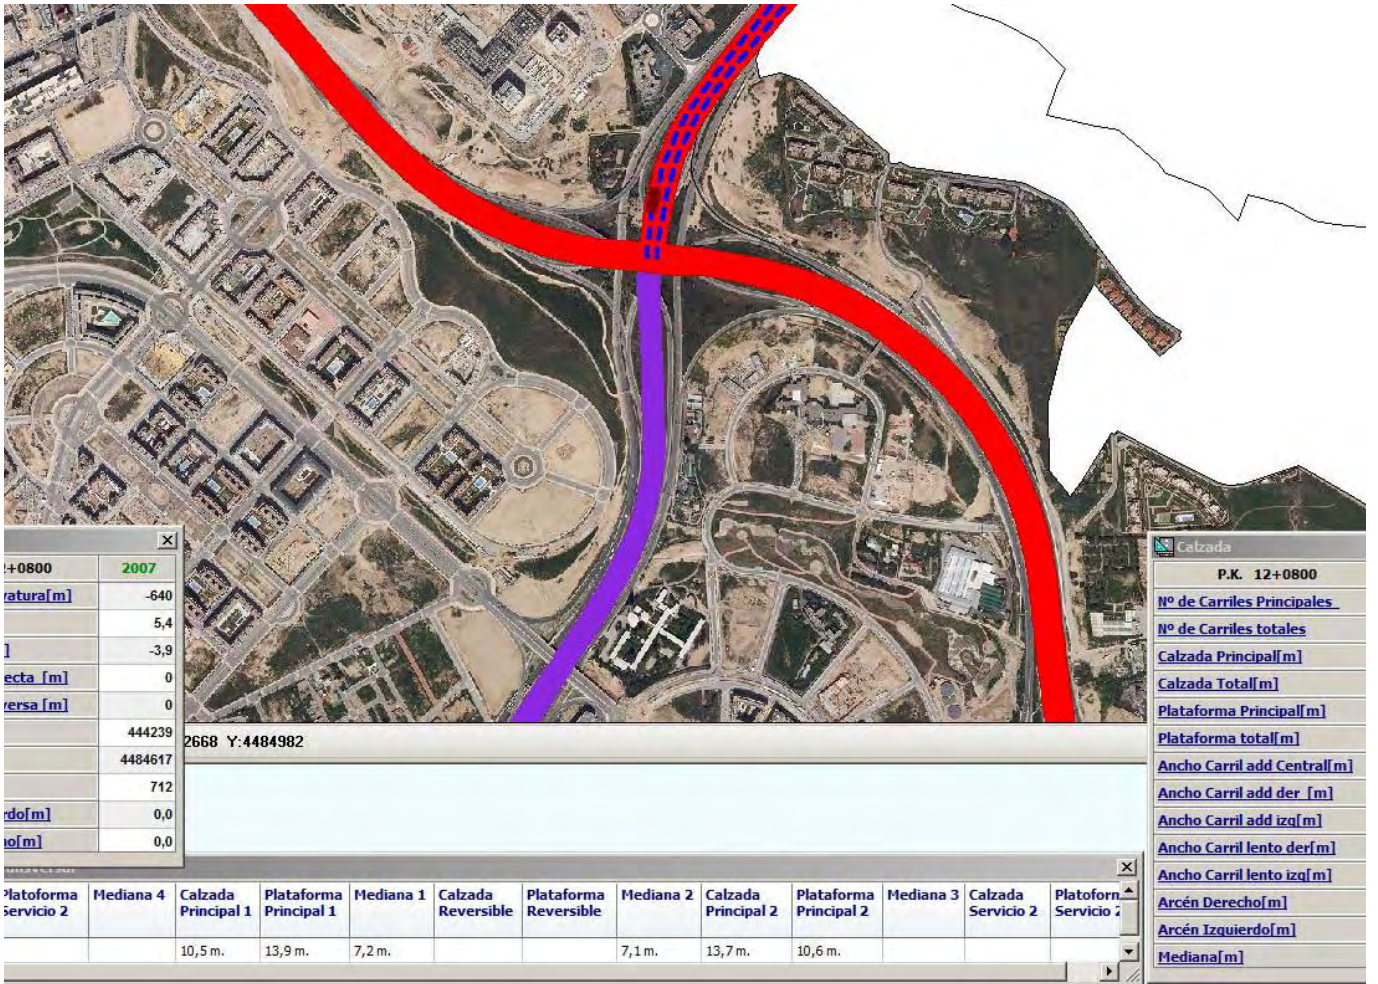 +0800 2007
vatura[m] -640
5,4
] -3,9
ecta [m] 0
versa [m] 0
444239
4484617
712
rdo[m] 0,0
no[m] 0,0
2668 Y:4484982
Calzada
P.K. 12+0800
Nº de Carriles Principales
Nº de Carriles totales
Calzada Principal[m]
Calzada Total[m]
Plataforma Principal[m]
Plataforma total[m]
Ancho Carril add Central[m]
Ancho Carril add der [m]
Ancho Carril add izq[m]
Ancho Carril lento der[m]
Ancho Carril lento izq[m]
Arcén Derecho[m]
Arcén Izquierdo[m]
Mediana[m]
Platoforma Mediana 4 Calzada Plataforma Mediana 1 Calzada Plataforma Mediana 2 Calzada Plataforma Mediana 3 Calzada Platoforn
Servicio 2 Principal 1 Principal 1 Reversible Reversible Principal 2 Principal 2 Servicio 2 Servicio 2
10,5 m. 13,9 m. 7,2 m. 7,1 m. 13,7 m. 10,6 m.